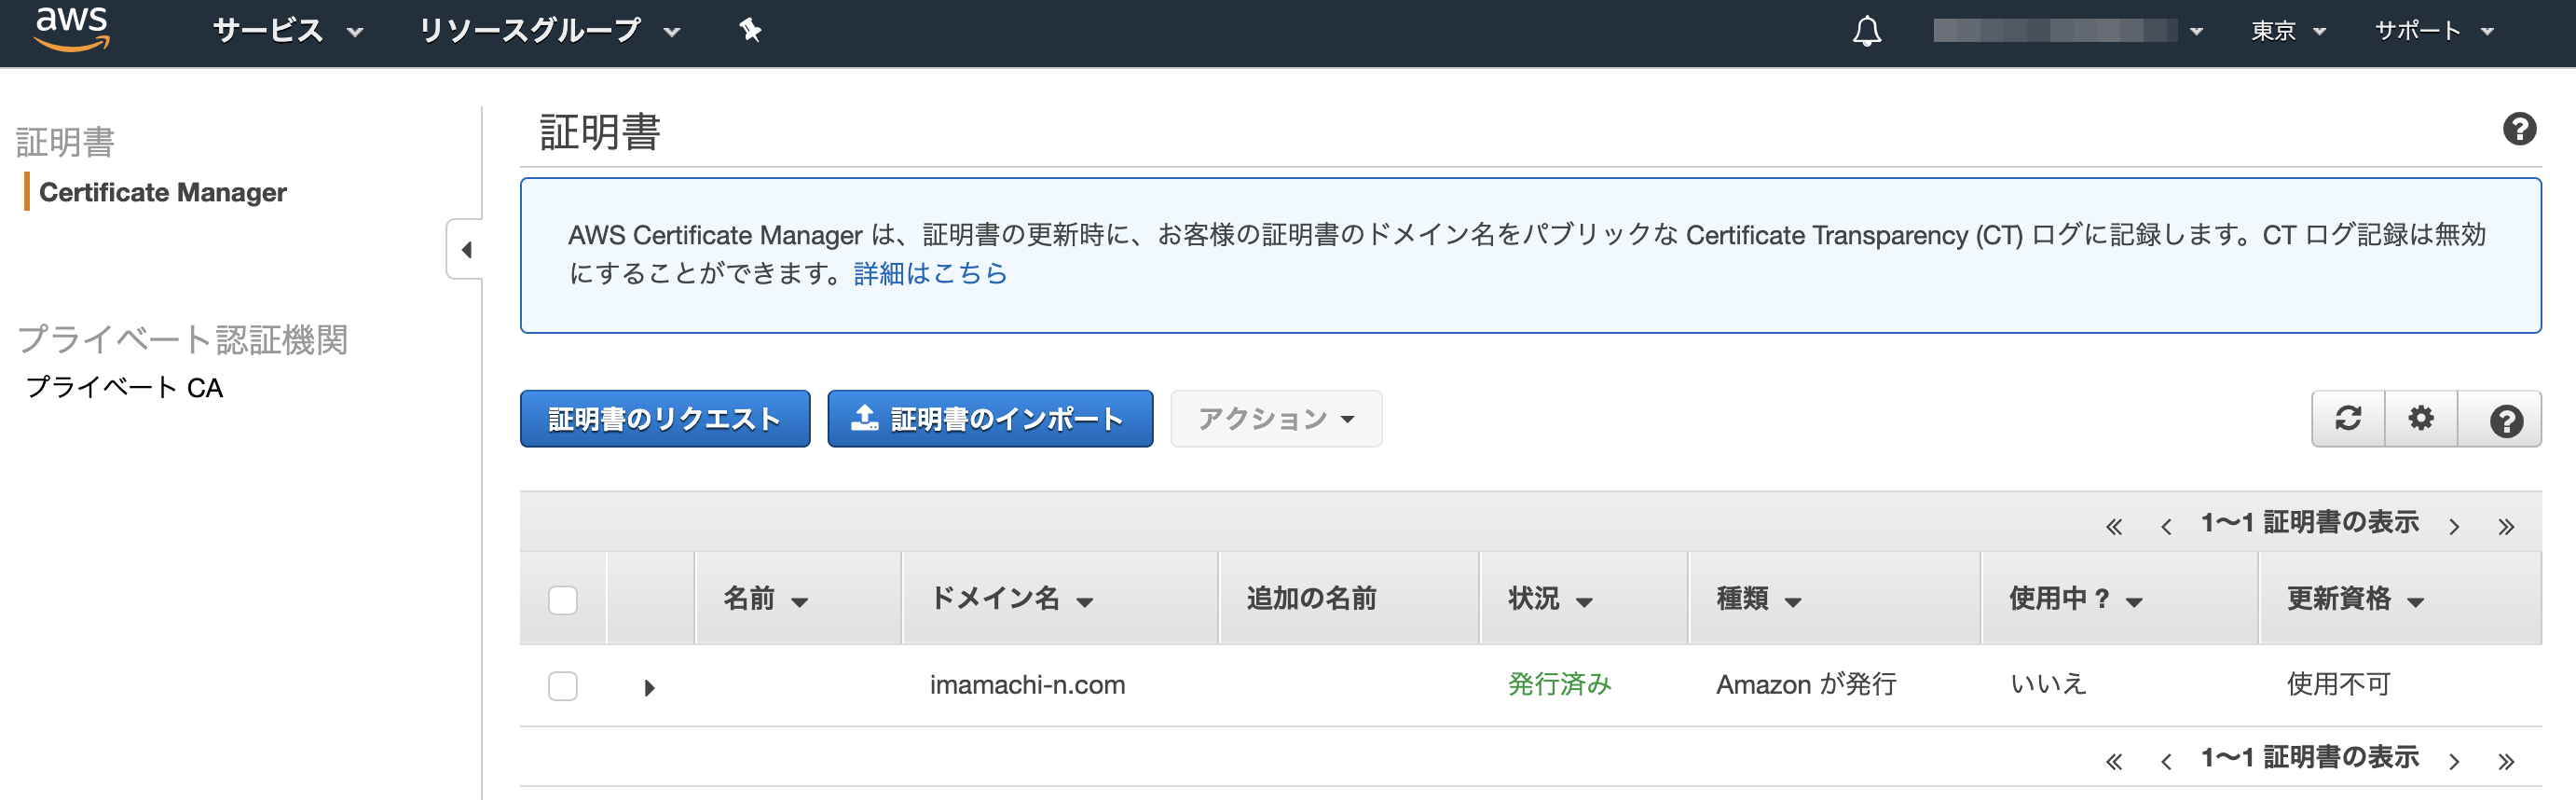 aws サービス リソースグループ 東京 サポート
証明書
Certificate Manager
プライベート認証機関
プライベート CA
証明書
AWS Certificate Manager は、証明書の更新時に、お客様の証明書のドメイン名をパブリックな Certificate Transparency (CT) ログに記録します。CT ログ記録は無効
にすることができます。詳細はこちら
証明書のリクエスト 証明書のインポート アクション
« ‹ 1〜1 証明書の表示 › »
名前 ドメイン名 追加の名前 状況 種類 使用中 ? 更新資格
imamachi-n.com 発行済み Amazon が発行 いいえ 使用不可
« ‹ 1〜1 証明書の表示 › »